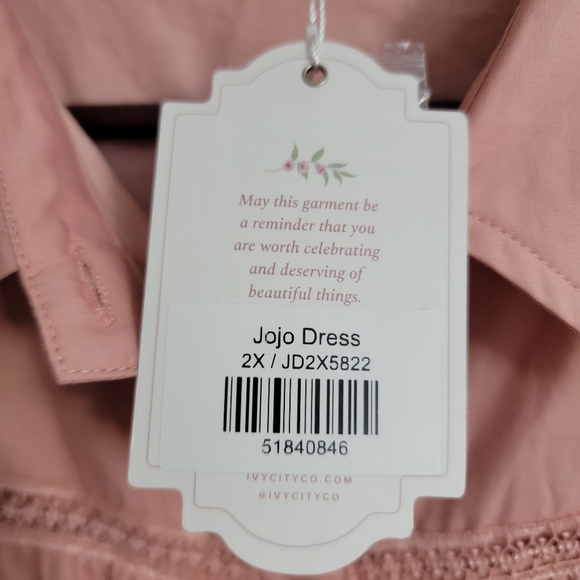 May this garment be
a reminder that you
are worth celebrating
and deserving of
beautiful things.
Jojo Dress
2X / JD2X5822
51840846
IVYCITYCO.COM
@IVYCITYCO